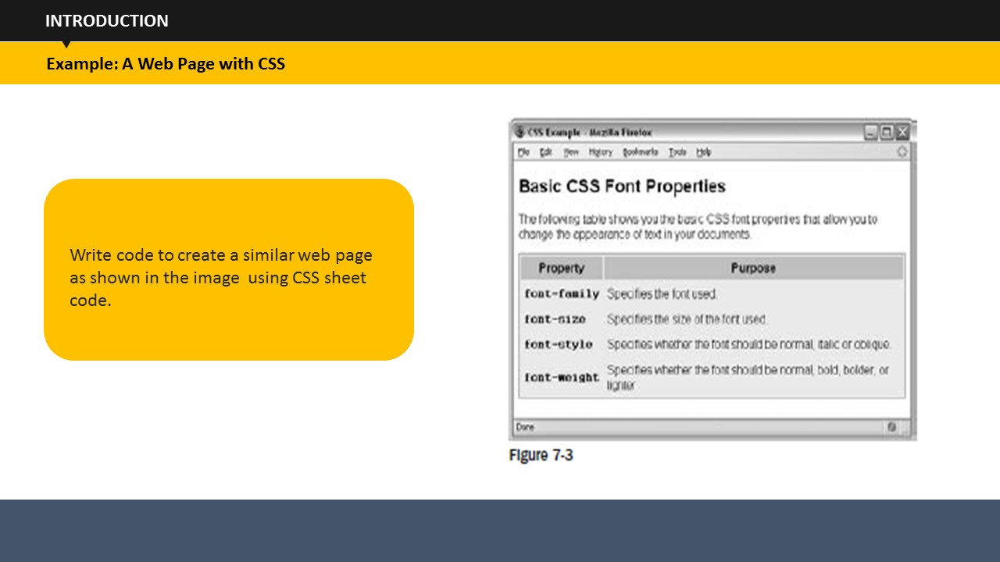 INTRODUCTION
Example: A Web Page with CSS
Write code to create a similar web page
as shown in the image  using CSS sheet
code.
CSS Example - Mozilla Firefox
File Edit View History Bookmarks Tools Help
Basic CSS Font Properties
The following table shows you the basic CSS font properties that allow you to
change the appearance of text in your documents.
Property Purpose
font-family Specifies the font used.
font-size Specifies the size of the font used.
font-style Specifies whether the font should be normal, italic or oblique.
font-weight Specifies whether the font should be normal, bold, bolder, or
lighter
Done
Figure 7-3